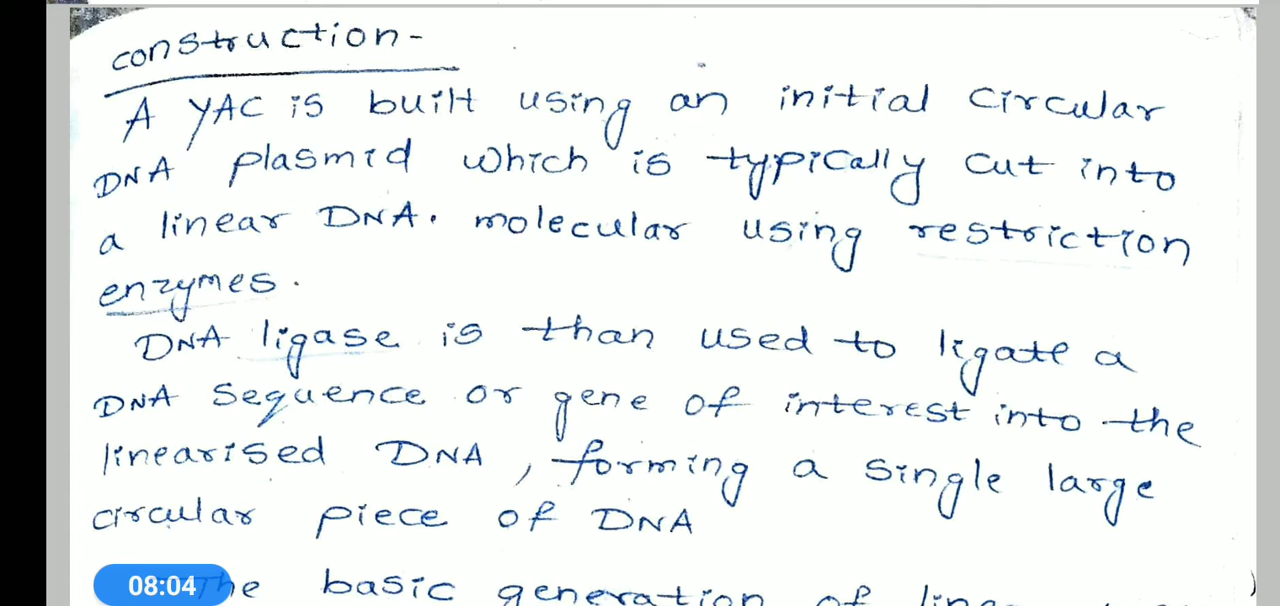 construction-
A YAC is built using an initial circular
DNA plasmid which is typically cut into
a linear DNA. molecular using restriction
enzymes.
DNA ligase is than used to ligate a
DNA sequence or gene of interest into the
linearised DNA, forming a single large
circular piece of DNA
08:04 The basic generation of